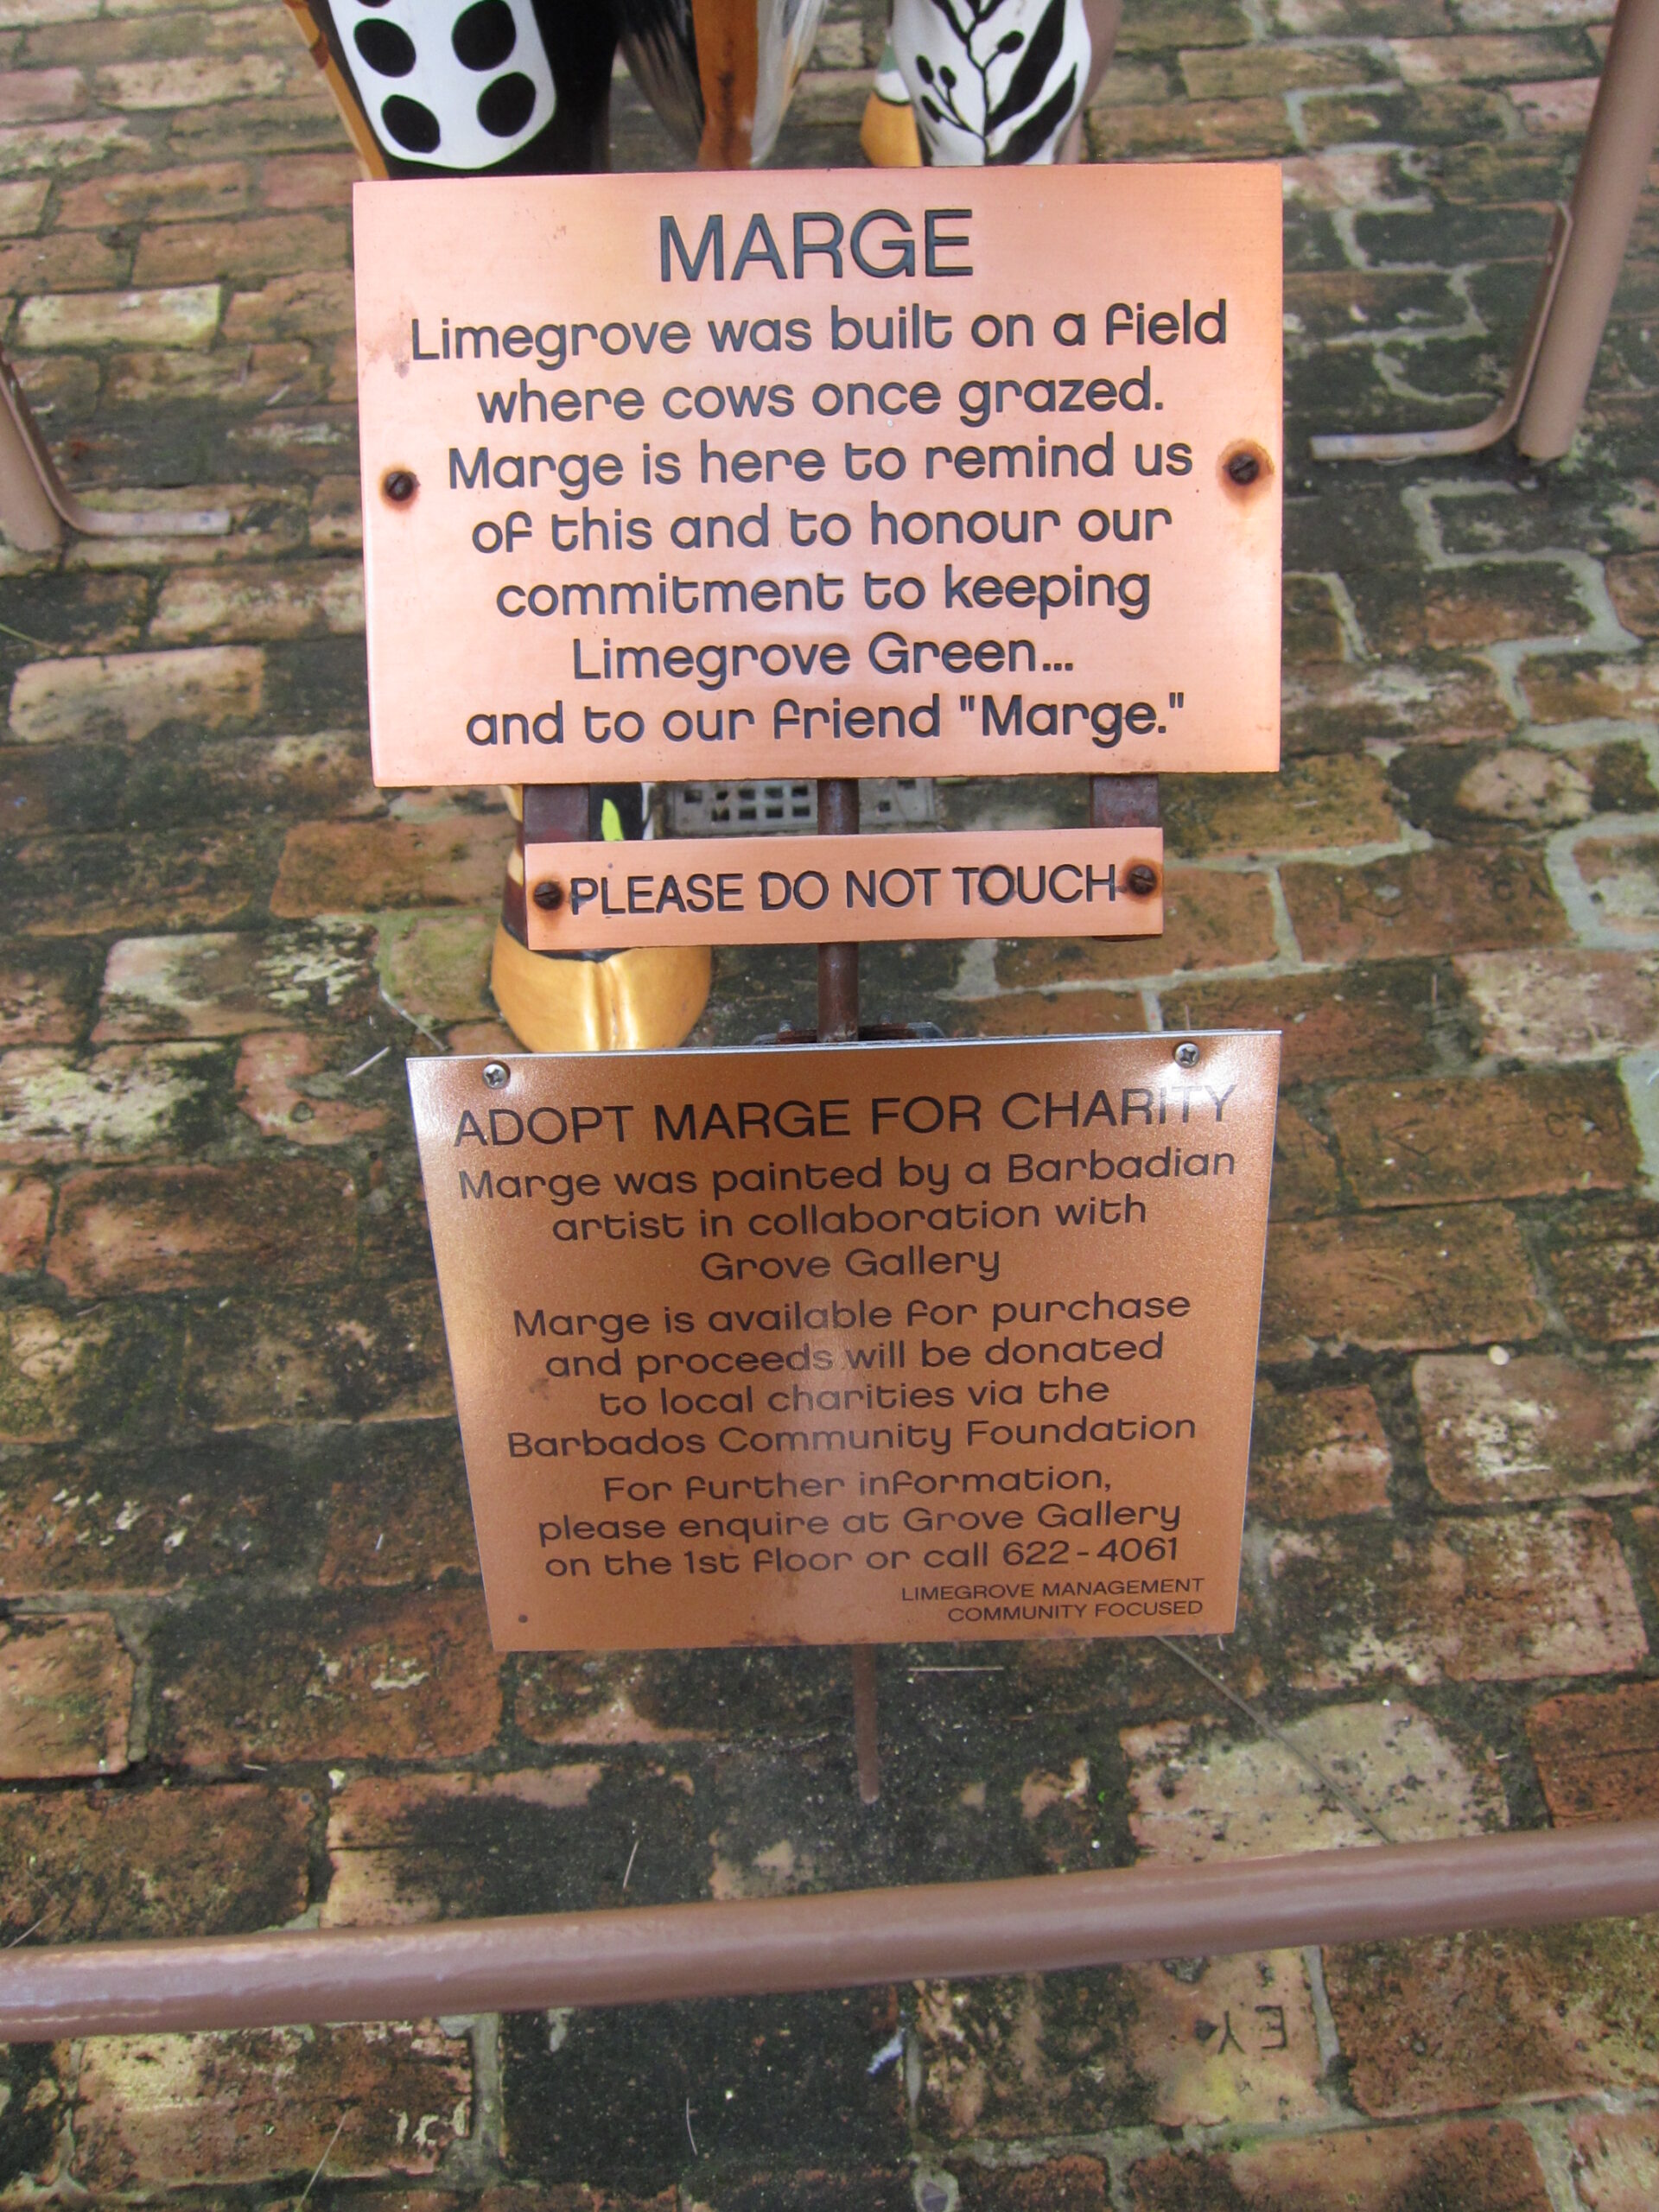 MARGE
Limegrove was built on a field
where cows once grazed.
Marge is here to remind us
of this and to honour our
commitment to keeping
Limegrove Green...
and to our friend "Marge."
PLEASE DO NOT TOUCH
ADOPT MARGE FOR CHARITY
Marge was painted by a Barbadian
artist in collaboration with
Grove Gallery
Marge is available for purchase
and proceeds will be donated
to local charities via the
Barbados Community Foundation
For further information,
please enquire at Grove Gallery
on the 1st floor or call 622-4061
LIMEGROVE MANAGEMENT
COMMUNITY FOCUSED